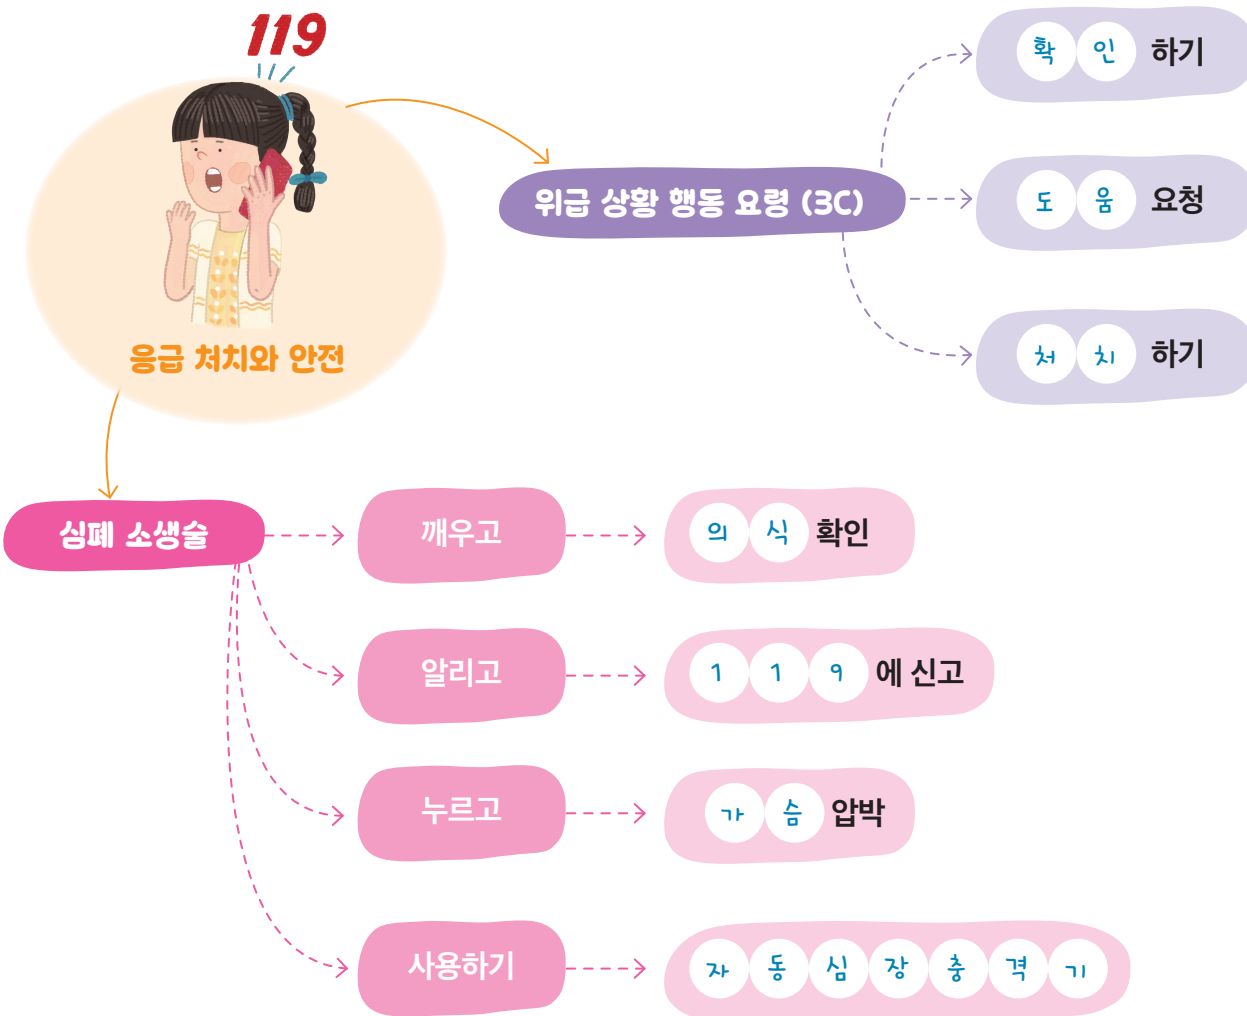 119
응급 처치와 안전
위급 상황 행동 요령 (3C)
확인 하기
도움 요청
처치 하기
심폐 소생술
깨우고
의식 확인
알리고
119에 신고
누르고
가슴 압박
사용하기
자동심장충격기